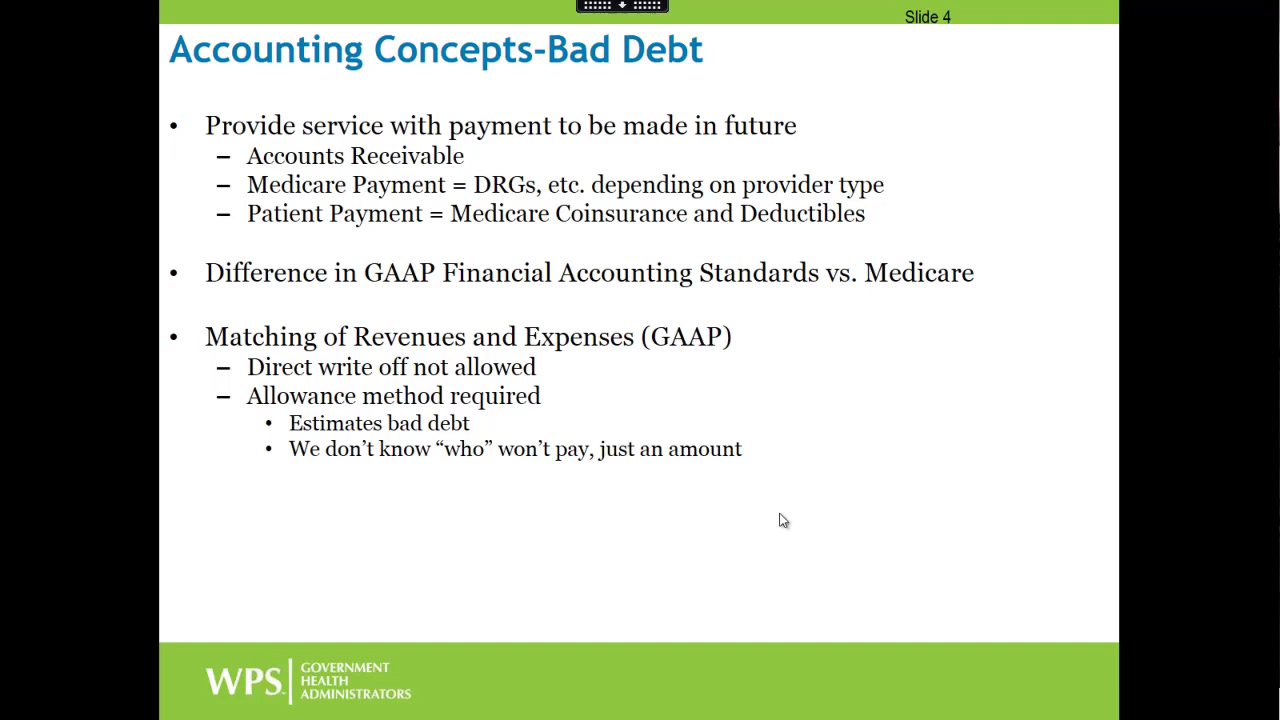 Slide 4
Accounting Concepts-Bad Debt
• Provide service with payment to be made in future
– Accounts Receivable
– Medicare Payment = DRGs, etc. depending on provider type
– Patient Payment = Medicare Coinsurance and Deductibles
• Difference in GAAP Financial Accounting Standards vs. Medicare
• Matching of Revenues and Expenses (GAAP)
– Direct write off not allowed
– Allowance method required
• Estimates bad debt
• We don’t know “who” won’t pay, just an amount
WPS
GOVERNMENT
HEALTH
ADMINISTRATORS